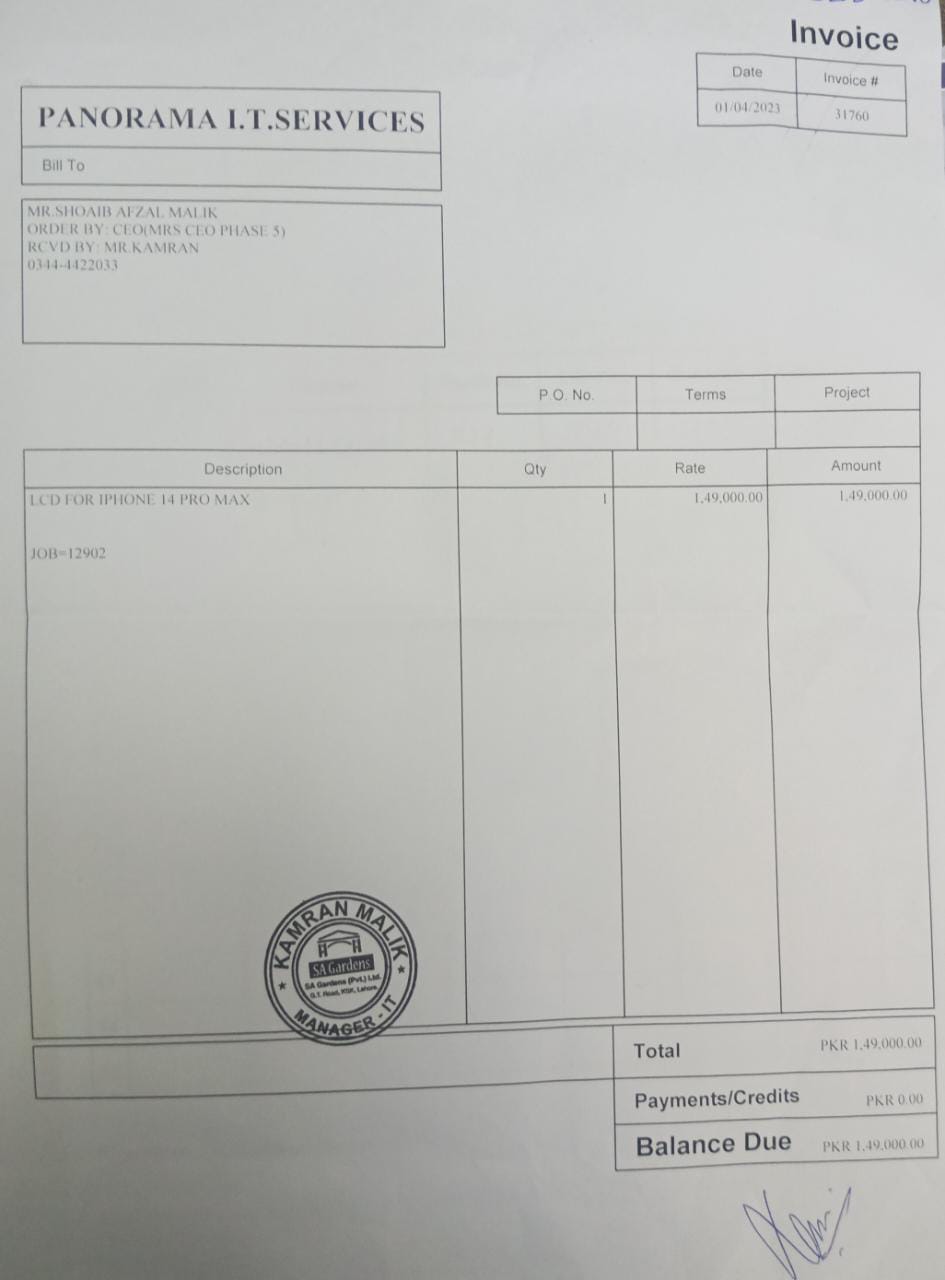 Invoice
Date Invoice #
01/04/2023 31760
PANORAMA I.T.SERVICES
Bill To
MR.SHOAIB AFZAL MALIK
ORDER BY: CEO(MRS CEO PHASE 5)
RCVD BY: MR.KAMRAN
0344-4422033
P.O. No. Terms Project
Description Qty Rate Amount
LCD FOR IPHONE 14 PRO MAX 1 1,49,000.00 1,49,000.00
JOB=12902
KAMRAN MALIK
SA Gardens
SA Gardens (Pvt.) Ltd.
G.T. Road, KSK, Lahore.
MANAGER - IT
Total PKR 1,49,000.00
Payments/Credits PKR 0.00
Balance Due PKR 1,49,000.00